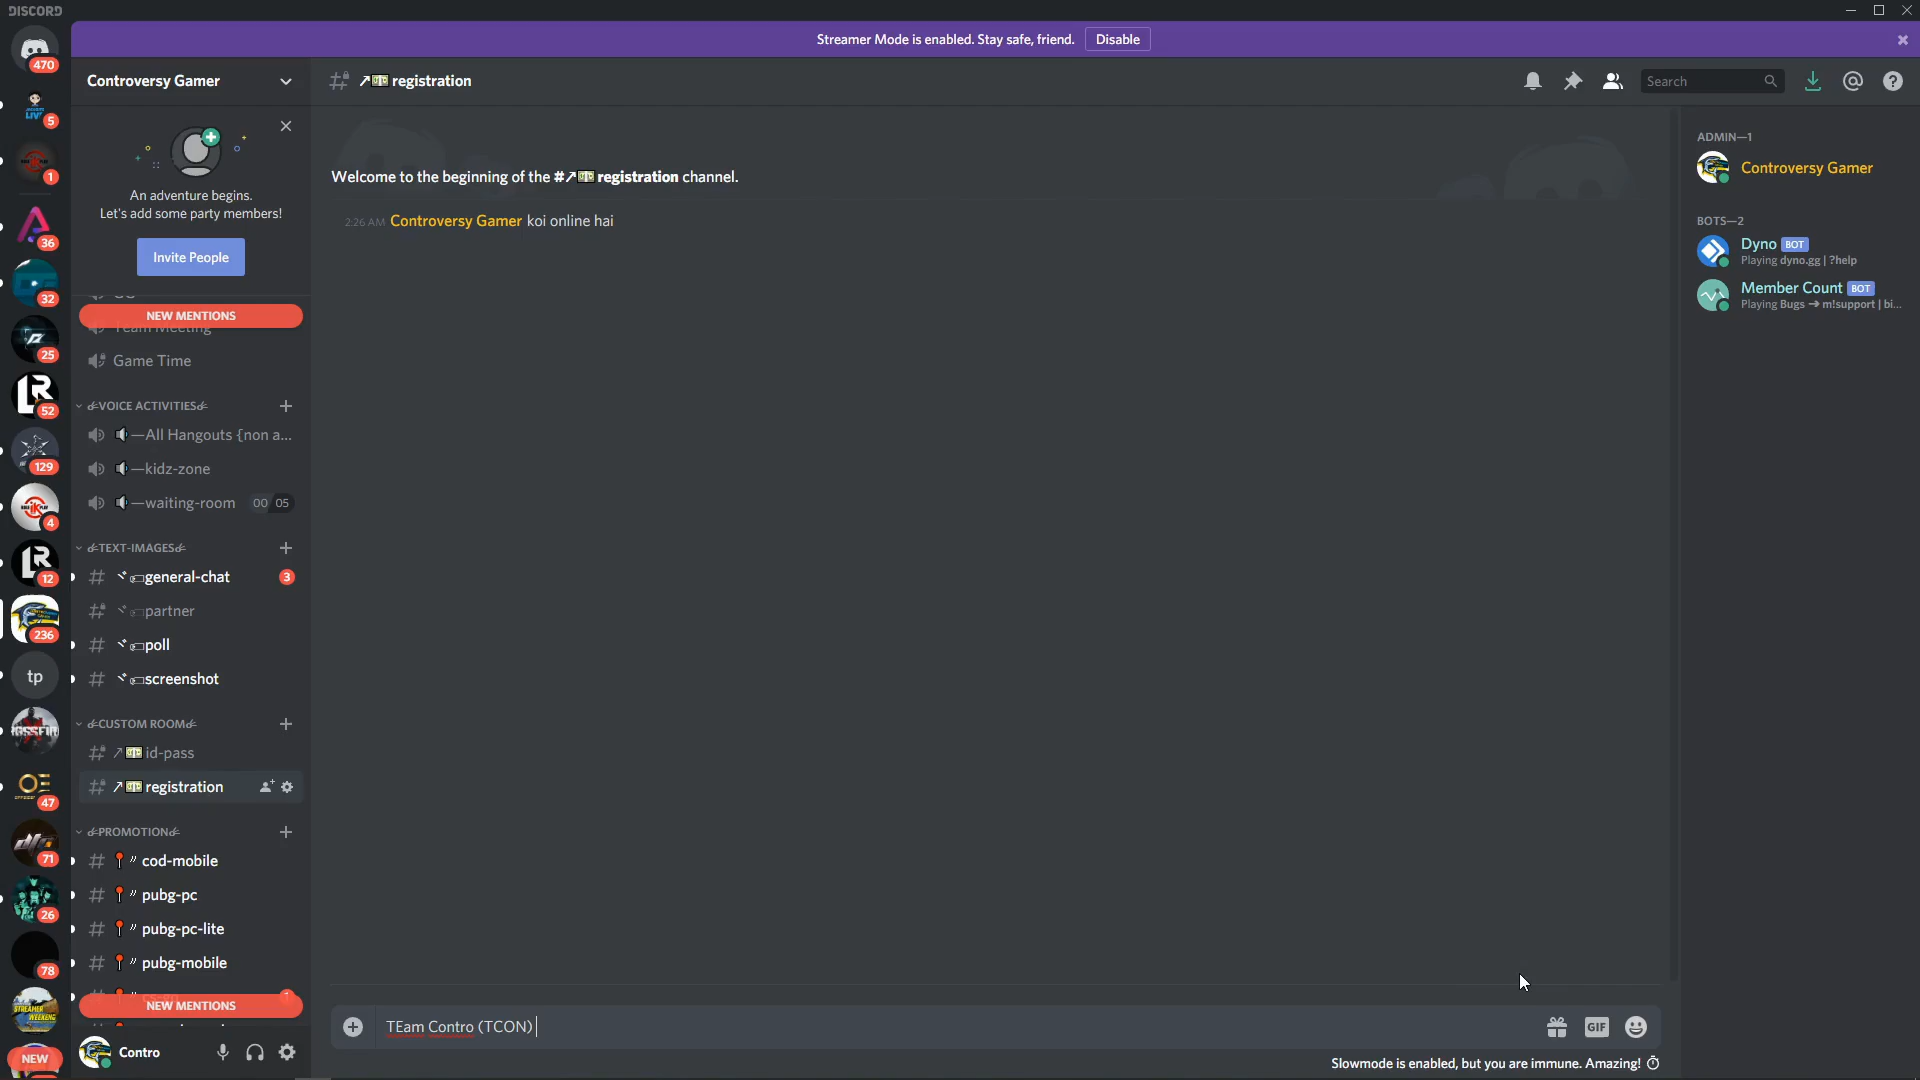 DISCORD
Streamer Mode is enabled. Stay safe, friend. Disable
470
5
1
36
32
25
52
129
4
12
236
tp
47
71
26
78
NEW
Controversy Gamer
An adventure begins.
Let's add some party members!
Invite People
NEW MENTIONS
Team Meeting
Game Time
VOICE ACTIVITIES
—All Hangouts {non a...
—kidz-zone
—waiting-room 00 05
TEXT-IMAGES
general-chat 3
partner
poll
screenshot
CUSTOM ROOM
id-pass
registration
PROMOTION
cod-mobile
pubg-pc
pubg-pc-lite
pubg-mobile
NEW MENTIONS
Contro
registration
Search
Welcome to the beginning of the #↗💵registration channel.
2:26 AM Controversy Gamer koi online hai
TEam Contro (TCON)
GIF
Slowmode is enabled, but you are immune. Amazing!
ADMIN—1
Controversy Gamer
BOTS—2
Dyno BOT
Playing dyno.gg | ?help
Member Count BOT
Playing Bugs ➔ m!support | bi...